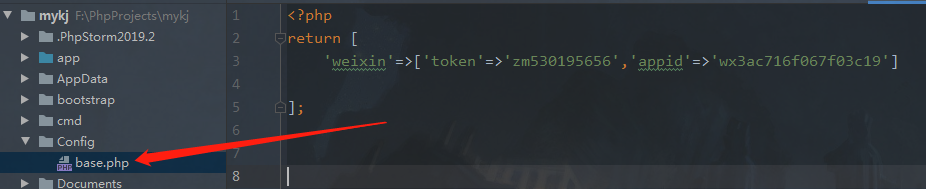 mykj F:\PhpProjects\mykj
.PhpStorm2019.2
app
AppData
bootstrap
cmd
Config
base.php
Documents
1 <?php
2 return [
3 'weixin'=>['token'=>'zm530195656','appid'=>'wx3ac716f067f03c19']
4
5 ];
6
7
8